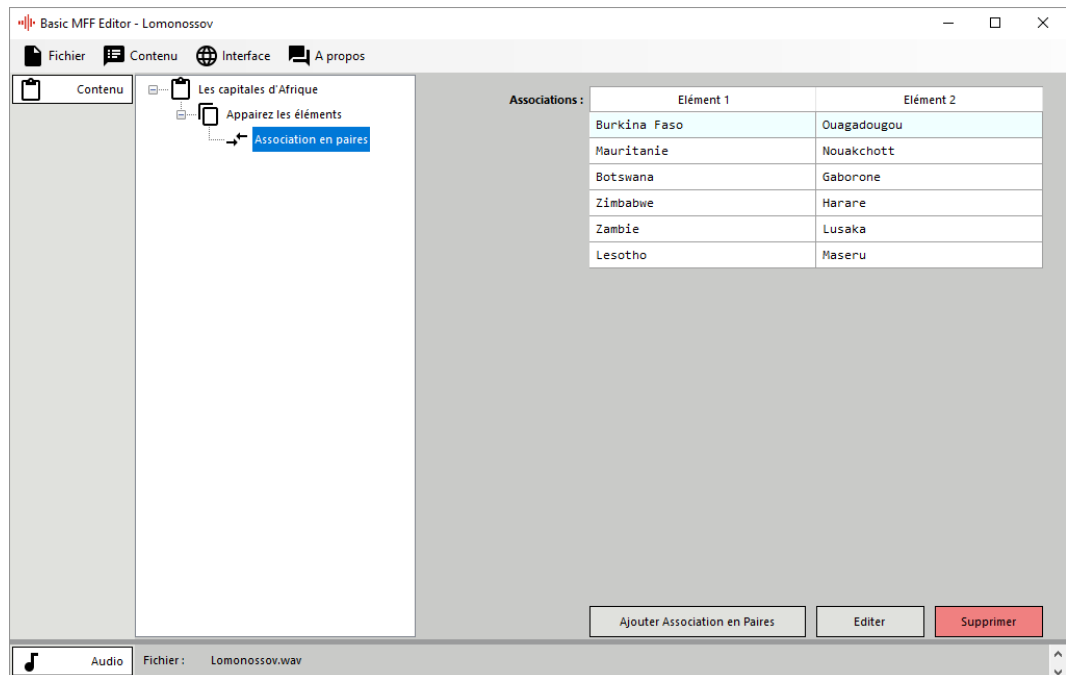 Basic MFF Editor - Lomonossov
Fichier Contenu Interface A propos
Contenu
Les capitales d'Afrique
Appairez les éléments
Association en paires
Associations : Elément 1 Elément 2
Burkina Faso Ouagadougou
Mauritanie Nouakchott
Botswana Gaborone
Zimbabwe Harare
Zambie Lusaka
Lesotho Maseru
Ajouter Association en Paires Editer Supprimer
Audio Fichier : Lomonossov.wav